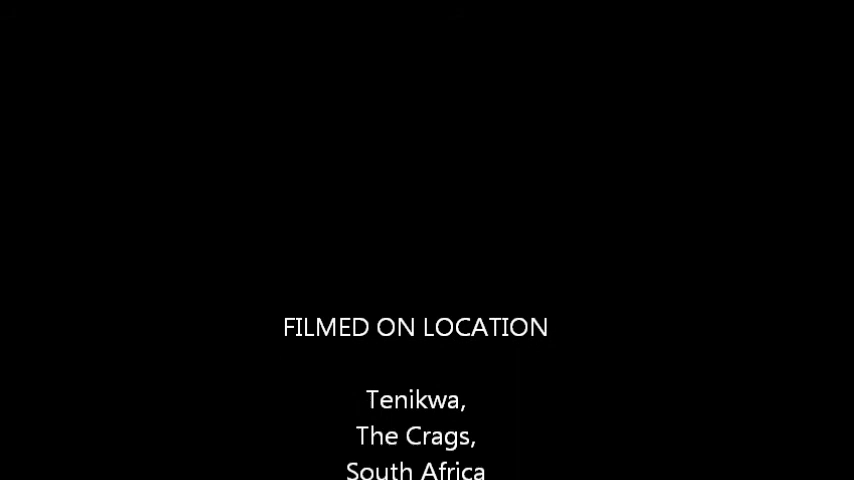 FILMED ON LOCATION
Tenikwa,
The Crags,
South Africa